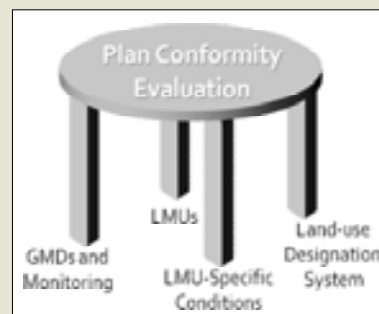 Plan Conformity
Evaluation
GMDs and
Monitoring
LMUs
LMU-Specific
Conditions
Land-use
Designation
System